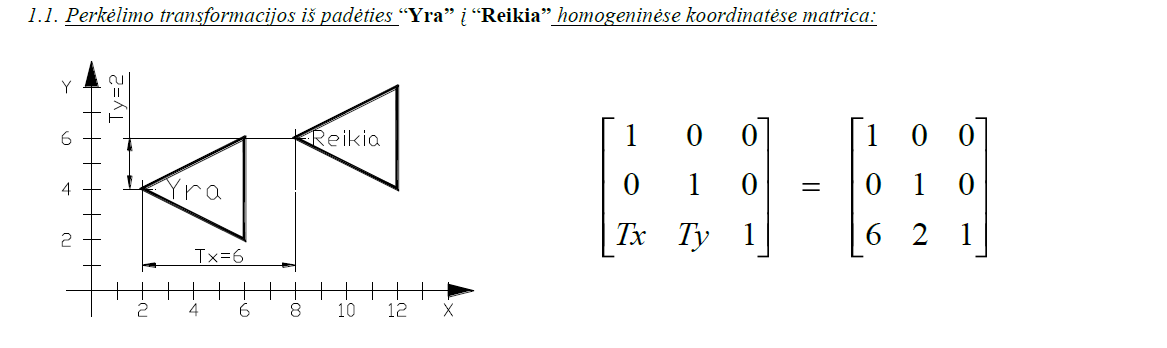 1.1. Perkėlimo transformacijos iš padėties “Yra” į “Reikia” homogeninėse koordinatėse matrica:
Y
Ty=2
6
4
2
Reikia
Yra
Tx=6
2 4 6 8 10 12 X
1 0 0
0 1 0
Tx Ty 1
=
1 0 0
0 1 0
6 2 1